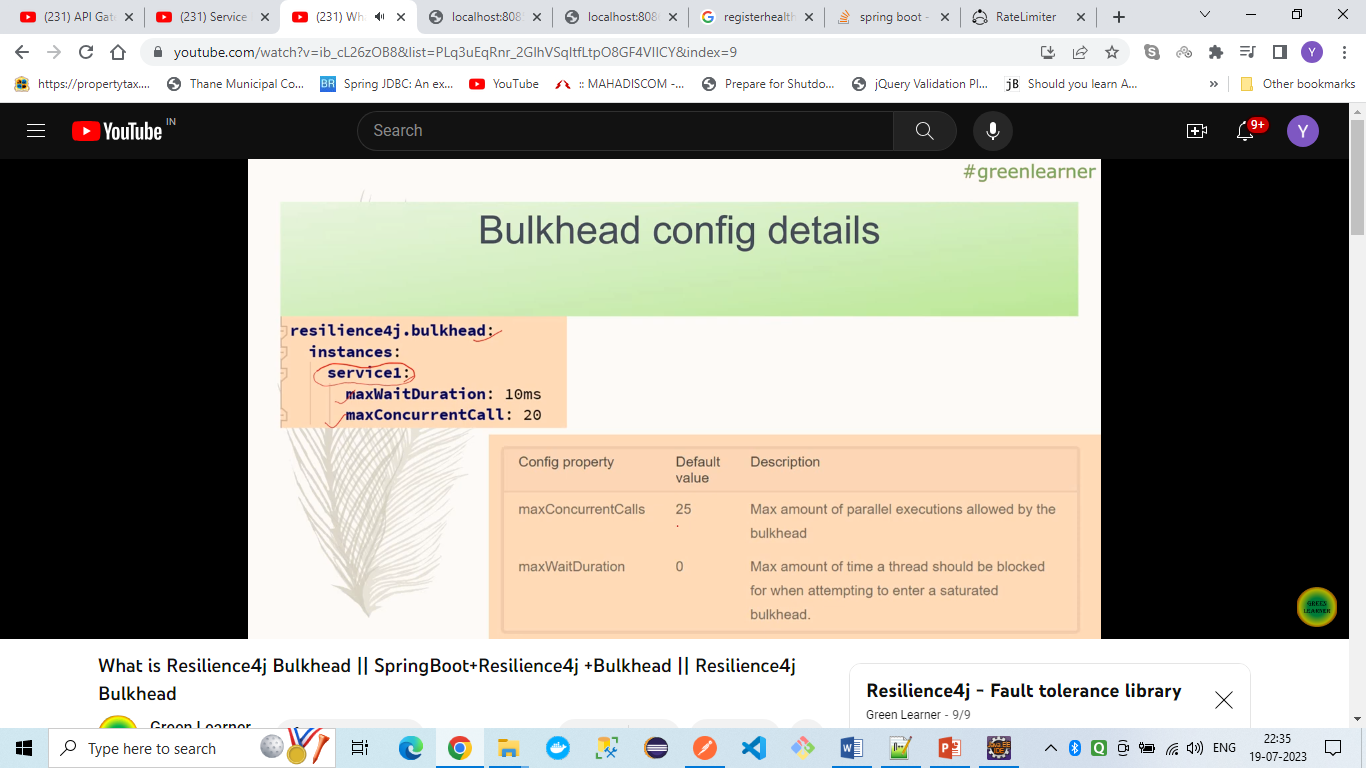 (231) API Gat
(231) Service
(231) Wh
localhost:808
localhost:808
registerhealth
spring boot -
RateLimiter
youtube.com/watch?v=ib_cL26zOB8&list=PLq3uEqRnr_2GIhVSqItfLtpO8GF4VIICY&index=9
Y
https://propertytax....
Thane Municipal Co...
BR Spring JDBC: An ex...
YouTube
:: MAHADISCOM -...
Prepare for Shutdo...
jQuery Validation Pl...
jB Should you learn A...
»
Other bookmarks
YouTube IN
Search
9+
Y
#greenlearner
Bulkhead config details
resilience4j.bulkhead:
instances:
service1:
maxWaitDuration: 10ms
maxConcurrentCall: 20
Config property Default value Description
maxConcurrentCalls 25 Max amount of parallel executions allowed by the
bulkhead
maxWaitDuration 0 Max amount of time a thread should be blocked
for when attempting to enter a saturated
bulkhead.
GREEN
LEARNER
What is Resilience4j Bulkhead || SpringBoot+Resilience4j +Bulkhead || Resilience4j
Bulkhead
Green Learner
Resilience4j - Fault tolerance library
Green Learner - 9/9
Type here to search
ENG
22:35
19-07-2023